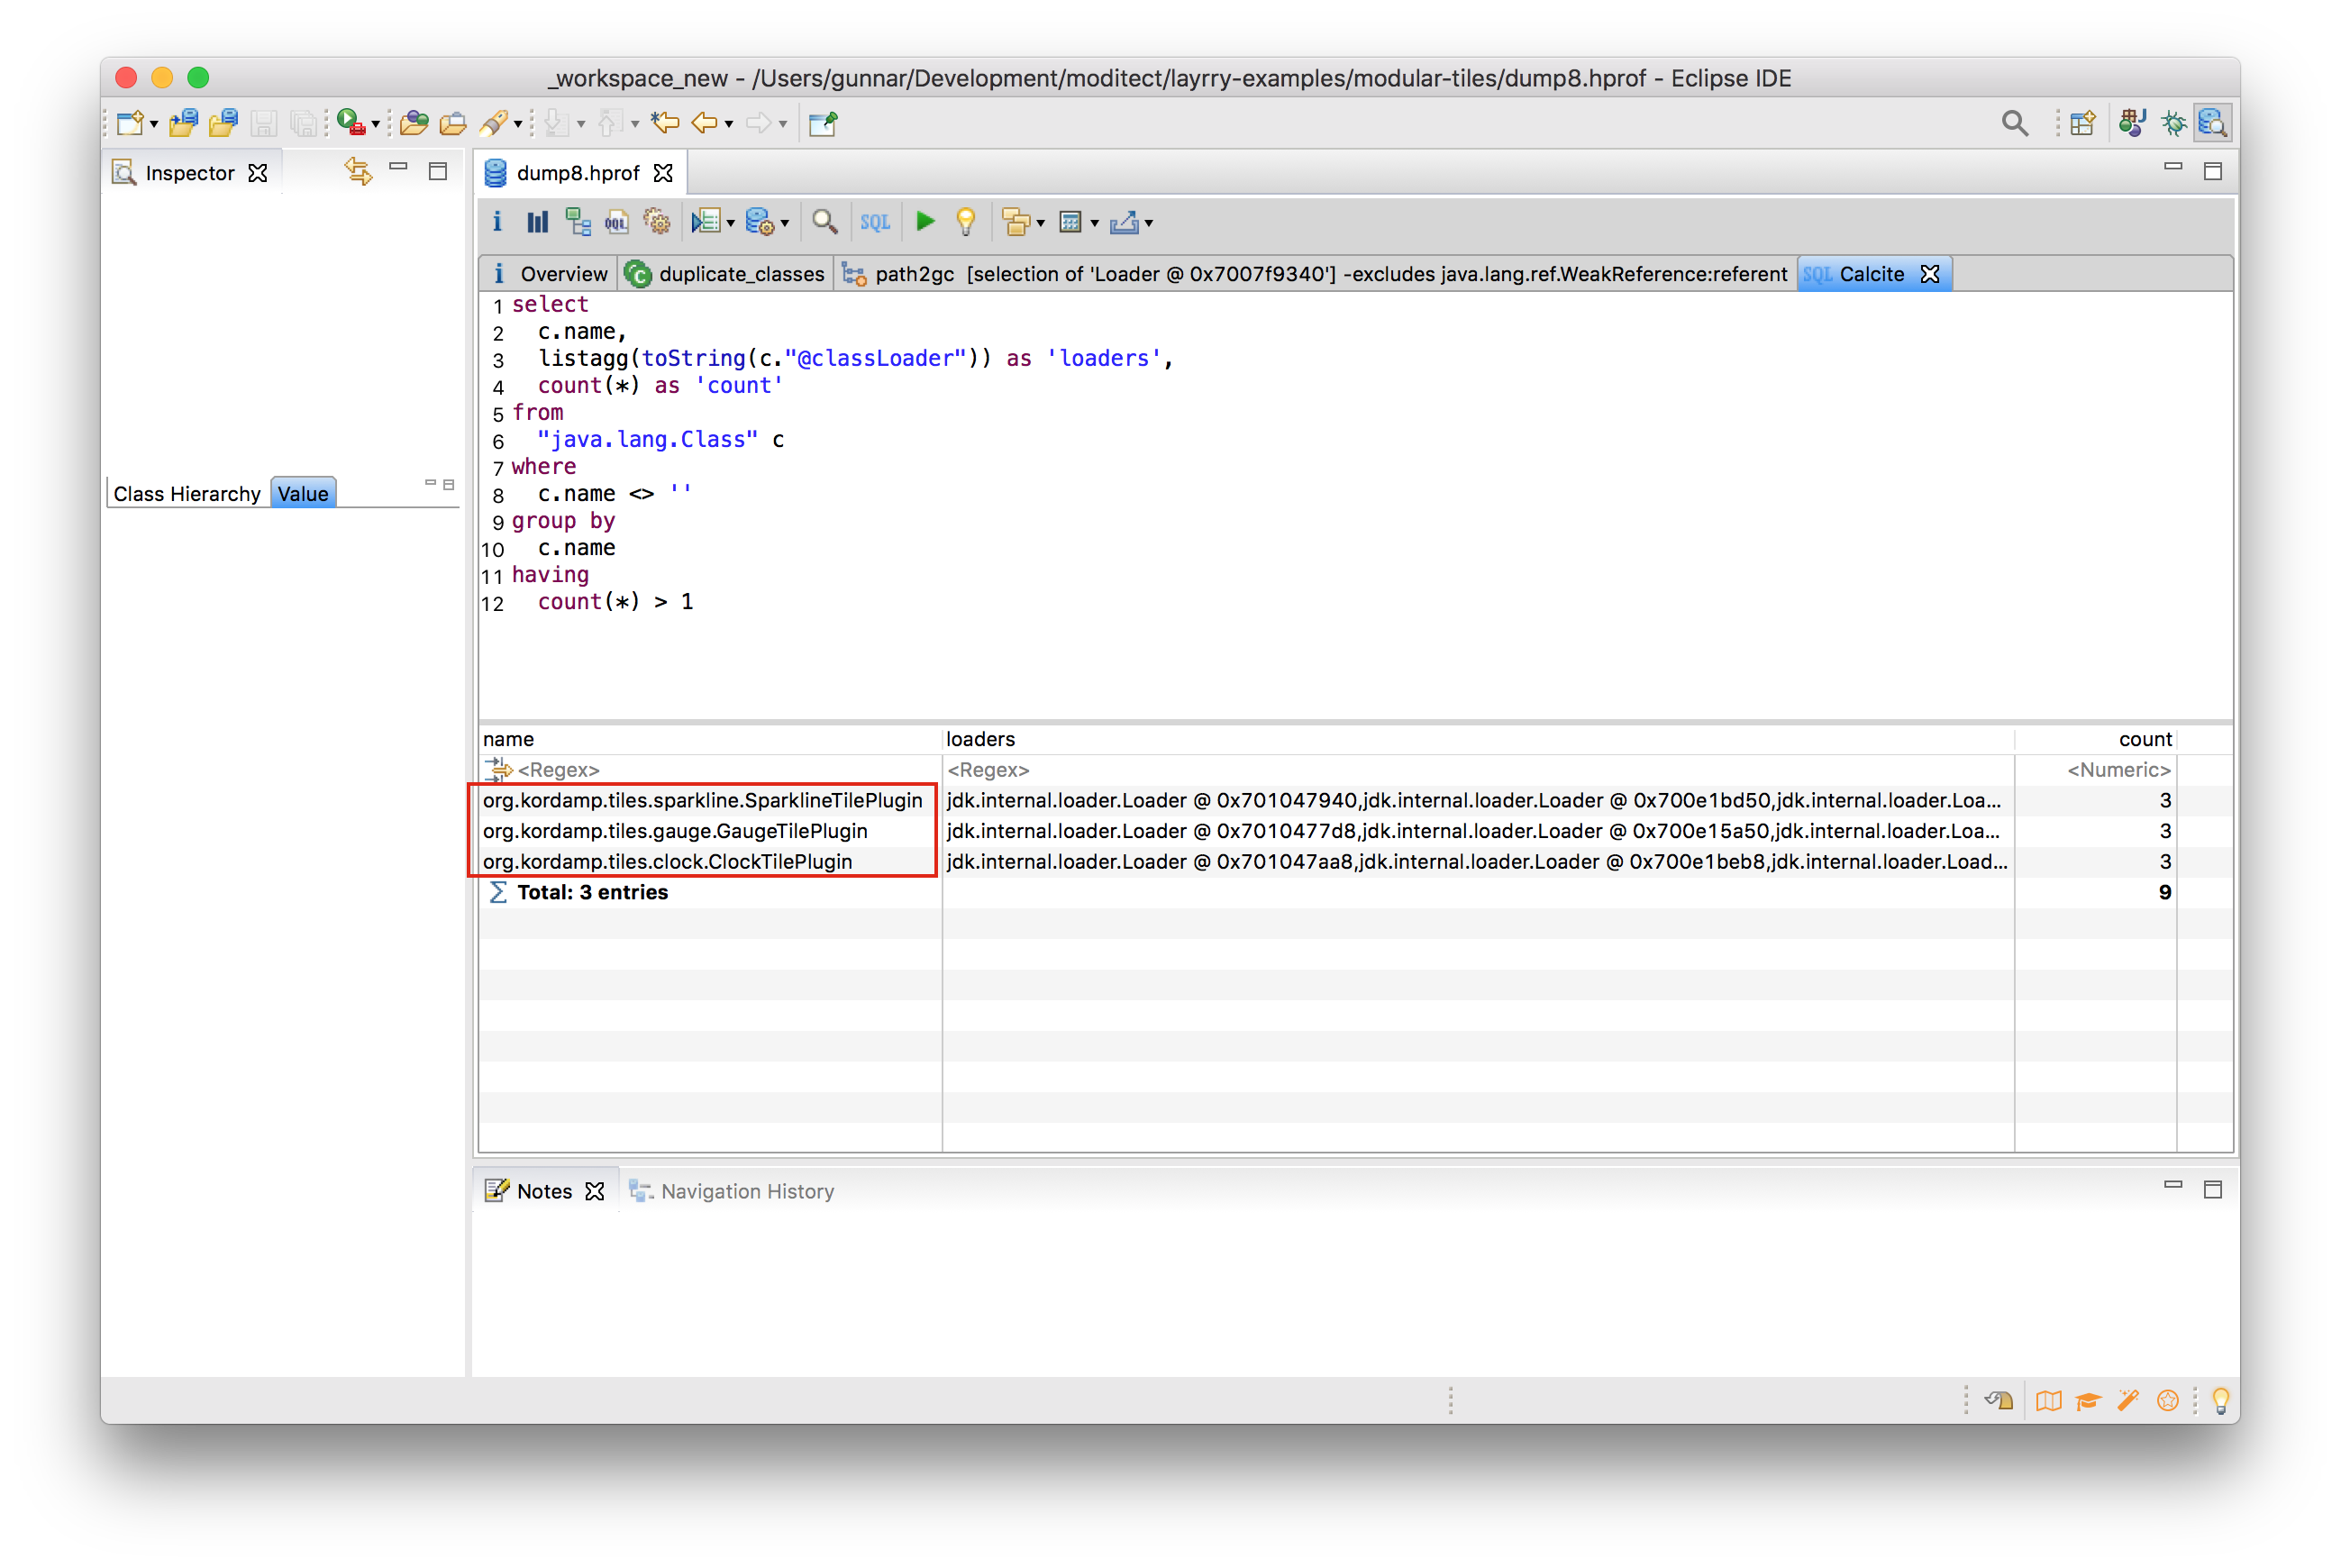 _workspace_new - /Users/gunnar/Development/moditect/layrry-examples/modular-tiles/dump8.hprof - Eclipse IDE
Inspector
dump8.hprof
OQL
SQL
Overview
duplicate_classes
path2gc [selection of 'Loader @ 0x7007f9340'] -excludes java.lang.ref.WeakReference:referent
SQL Calcite
1 select
2 c.name,
3 listagg(toString(c."@classLoader")) as 'loaders',
4 count(*) as 'count'
5 from
6 "java.lang.Class" c
7 where
8 c.name <> ''
9 group by
10 c.name
11 having
12 count(*) > 1
Class Hierarchy
Value
name loaders count
<Regex> <Regex> <Numeric>
org.kordamp.tiles.sparkline.SparklineTilePlugin jdk.internal.loader.Loader @ 0x701047940,jdk.internal.loader.Loader @ 0x700e1bd50,jdk.internal.loader.Loa... 3
org.kordamp.tiles.gauge.GaugeTilePlugin jdk.internal.loader.Loader @ 0x7010477d8,jdk.internal.loader.Loader @ 0x700e15a50,jdk.internal.loader.Loa... 3
org.kordamp.tiles.clock.ClockTilePlugin jdk.internal.loader.Loader @ 0x701047aa8,jdk.internal.loader.Loader @ 0x700e1beb8,jdk.internal.loader.Load... 3
Total: 3 entries 9
Notes
Navigation History